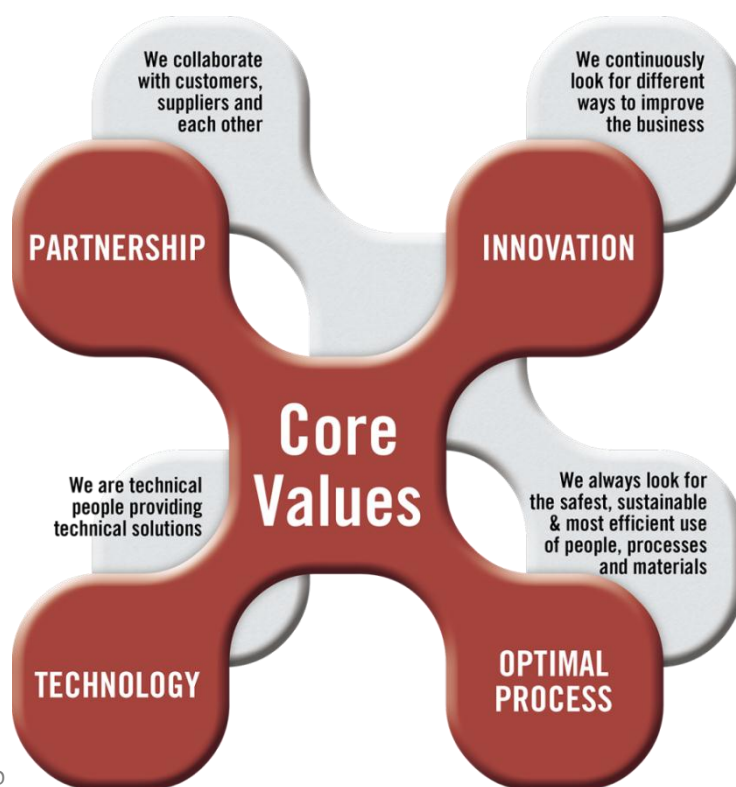 We collaborate
with customers,
suppliers and
each other
We continuously
look for different
ways to improve
the business
PARTNERSHIP
INNOVATION
Core
Values
We are technical
people providing
technical solutions
We always look for
the safest, sustainable
& most efficient use
of people, processes
and materials
TECHNOLOGY
OPTIMAL
PROCESS